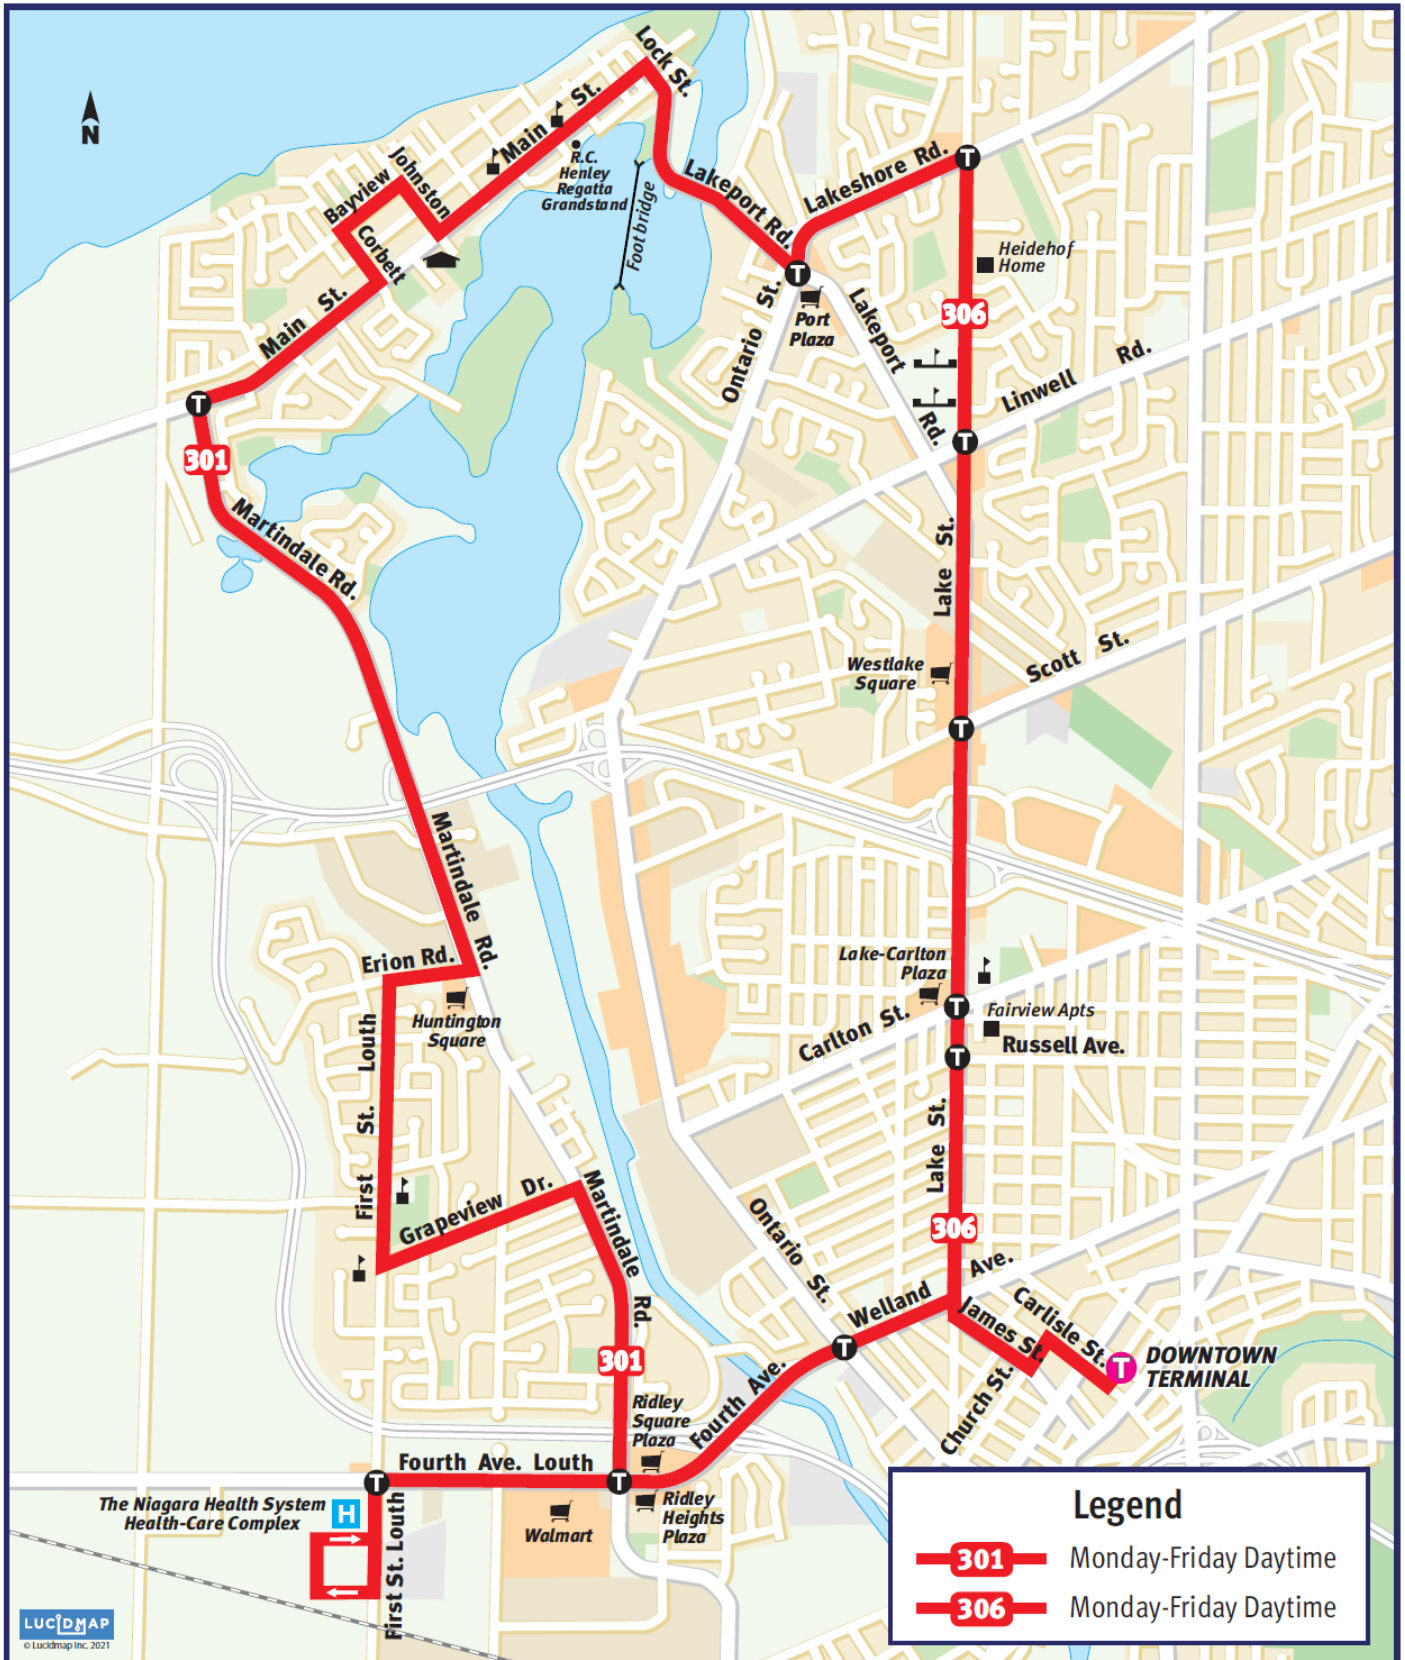 N
Lock St.
Main St.
R.C.
Henley
Regatta
Grandstand
Foot bridge
Johnston
Bayview
Corbett
Main St.
Lakeport Rd.
Lakeshore Rd.
T
T
Heidehof
Home
306
Port
Plaza
Ontario St.
Lakeport Rd.
Linwell Rd.
T
T
301
Martindale Rd.
Lake St.
Westlake
Square
Scott St.
T
Martindale Rd.
Erion Rd.
Huntington
Square
Lake-Carlton
Plaza
Carlton St.
T
Fairview Apts
Russell Ave.
T
First St. Louth
Grapeview Dr.
Martindale Rd.
Lake St.
Ontario St.
306
Welland Ave.
T
James St.
Carlisle St.
Church St.
T
DOWNTOWN
TERMINAL
301
Ridley
Square
Plaza
Fourth Ave.
Fourth Ave. Louth
T
T
The Niagara Health System
Health-Care Complex
H
Walmart
Ridley
Heights
Plaza
First St. Louth
Legend
301 Monday-Friday Daytime
306 Monday-Friday Daytime
LUCIDMAP
© Lucidmap Inc. 2021